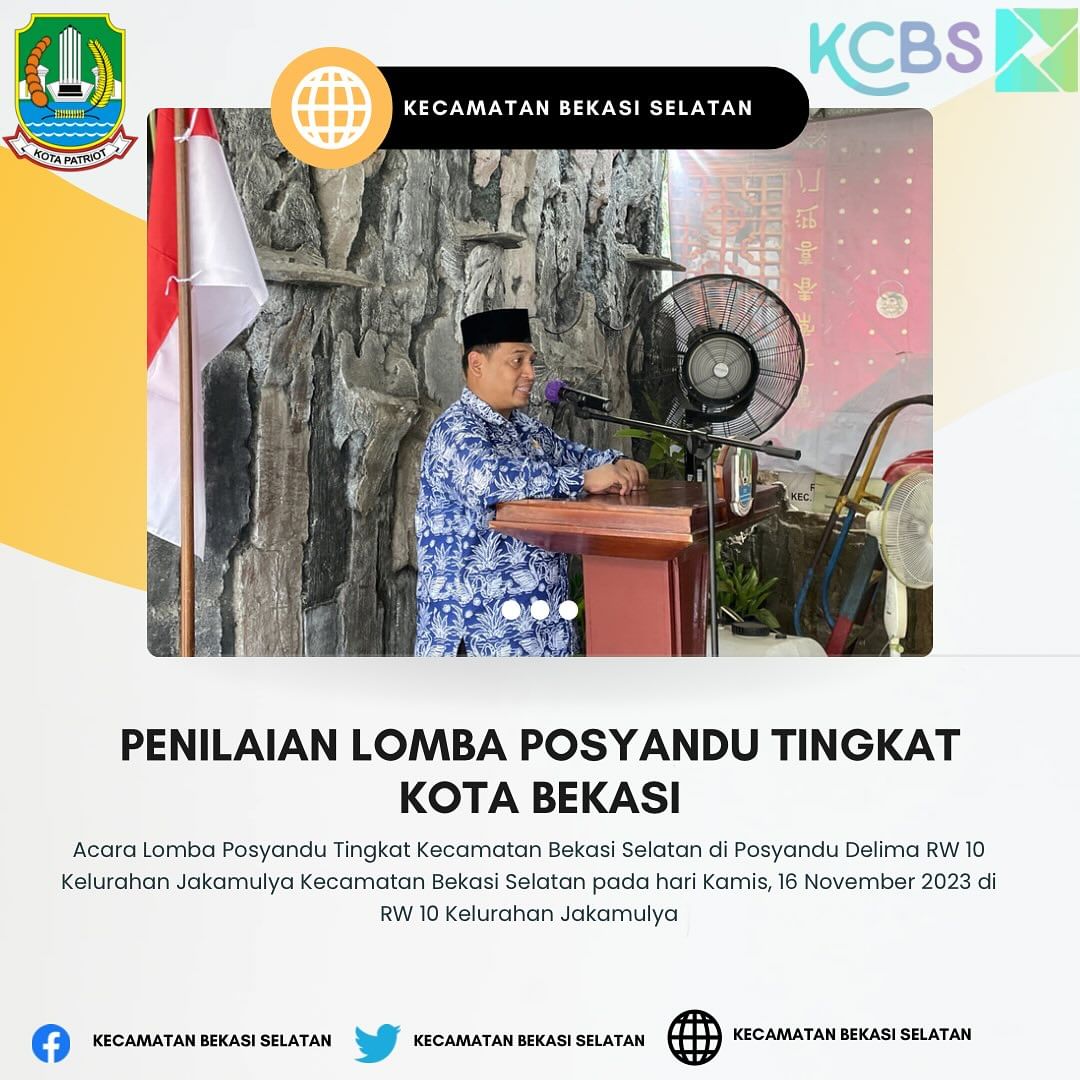 KOTA PATRIOT
KCBS
KECAMATAN BEKASI SELATAN
KEC.
PENILAIAN LOMBA POSYANDU TINGKAT
KOTA BEKASI
Acara Lomba Posyandu Tingkat Kecamatan Bekasi Selatan di Posyandu Delima RW 10
Kelurahan Jakamulya Kecamatan Bekasi Selatan pada hari Kamis, 16 November 2023 di
RW 10 Kelurahan Jakamulya
KECAMATAN BEKASI SELATAN
KECAMATAN BEKASI SELATAN
KECAMATAN BEKASI SELATAN